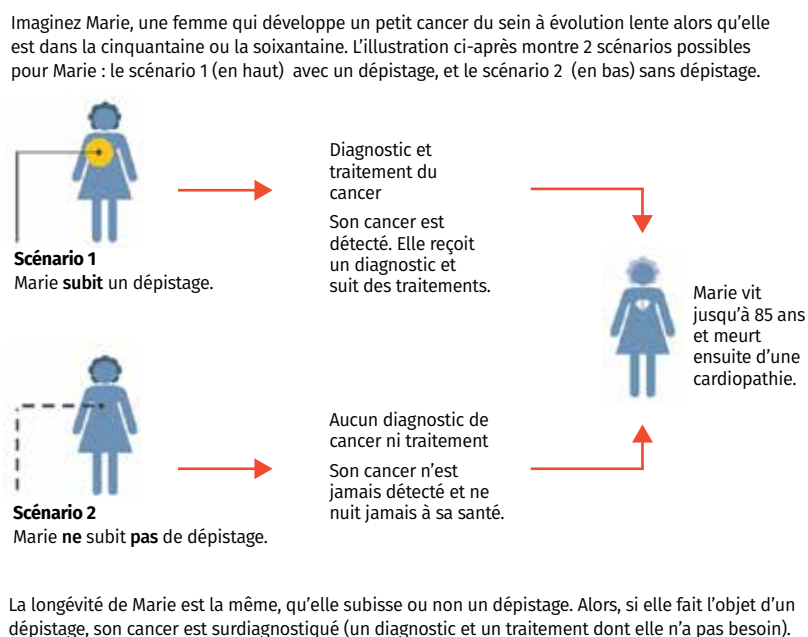 Imaginez Marie, une femme qui développe un petit cancer du sein à évolution lente alors qu'elle
est dans la cinquantaine ou la soixantaine. L'illustration ci-après montre 2 scénarios possibles
pour Marie : le scénario 1 (en haut) avec un dépistage, et le scénario 2 (en bas) sans dépistage.
Scénario 1
Marie subit un dépistage.
Diagnostic et
traitement du
cancer
Son cancer est
détecté. Elle reçoit
un diagnostic et
suit des traitements.
Marie vit
jusqu'à 85 ans
et meurt
ensuite d'une
cardiopathie.
Scénario 2
Marie ne subit pas de dépistage.
Aucun diagnostic de
cancer ni traitement
Son cancer n'est
jamais détecté et ne
nuit jamais à sa santé.
La longévité de Marie est la même, qu'elle subisse ou non un dépistage. Alors, si elle fait l'objet d'un
dépistage, son cancer est surdiagnostiqué (un diagnostic et un traitement dont elle n'a pas besoin).